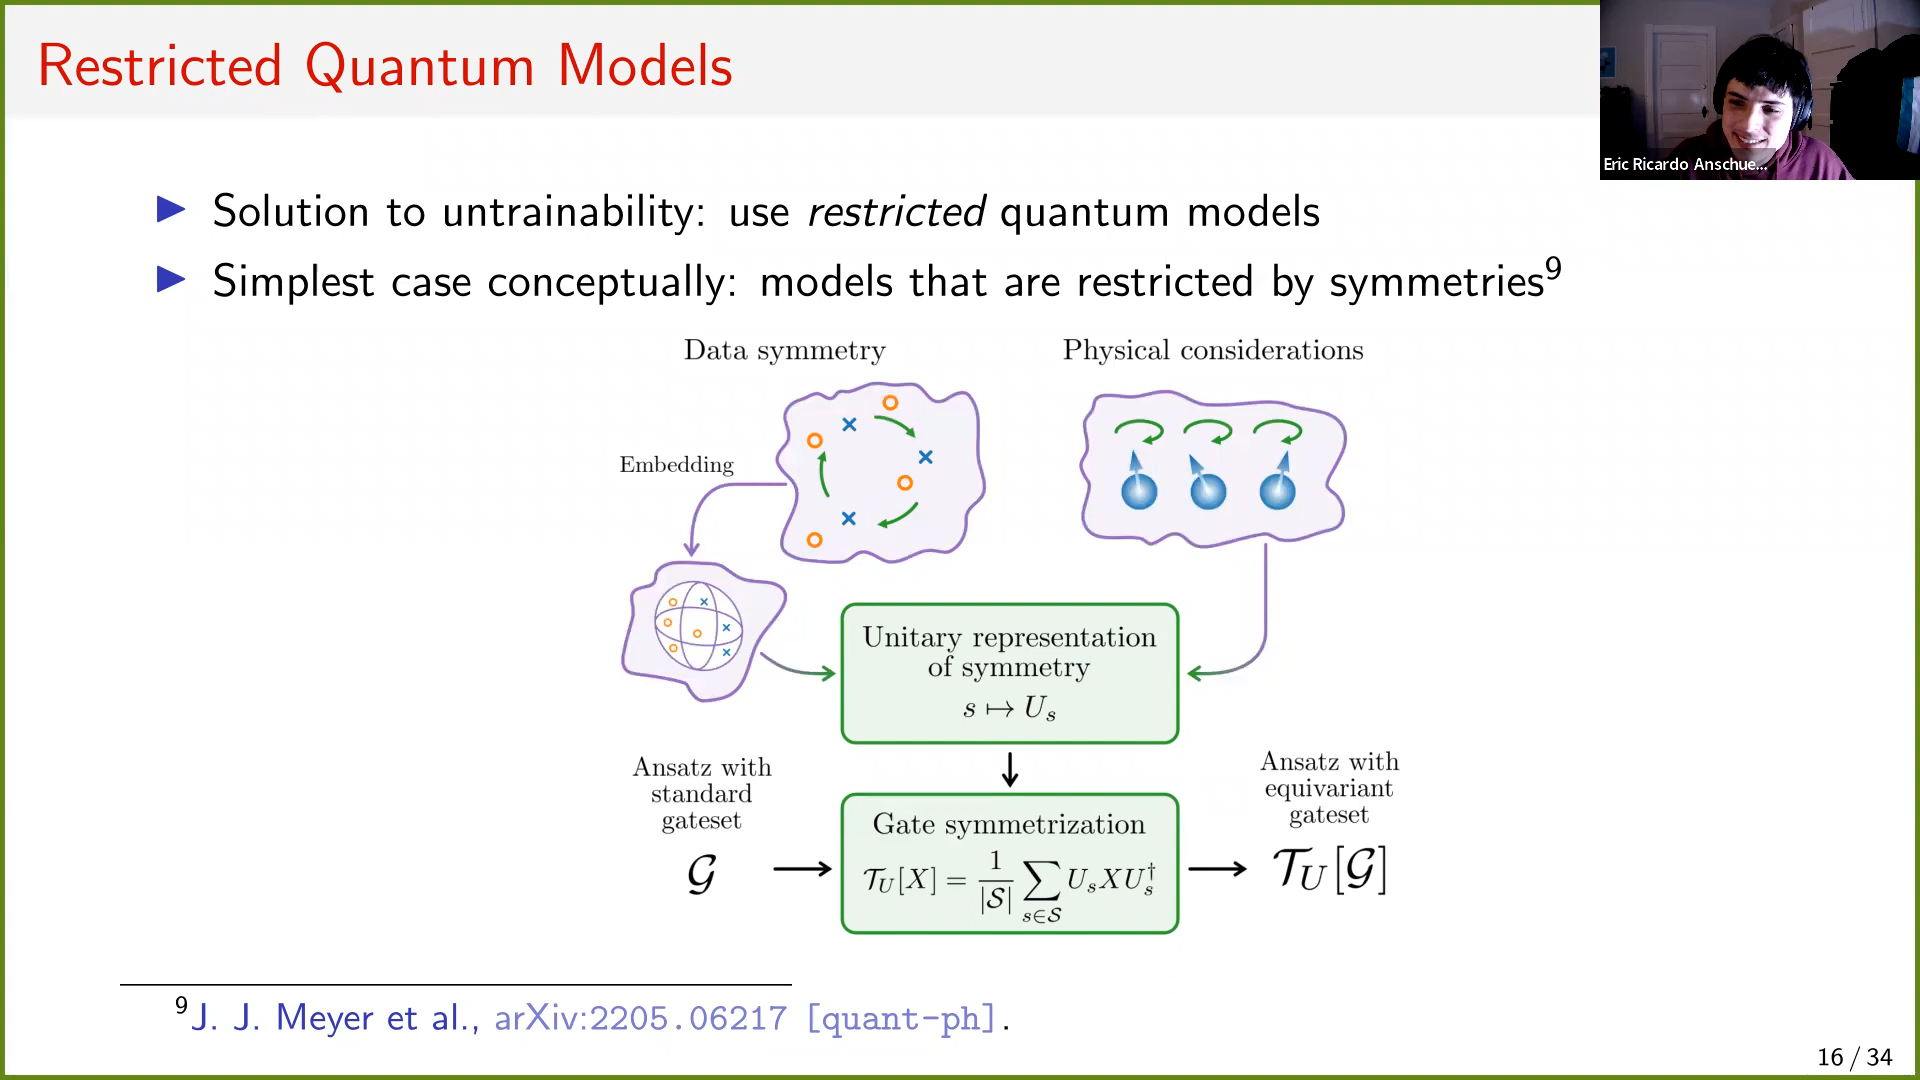 Restricted Quantum Models
Eric Ricardo Anschue...
▶ Solution to untrainability: use restricted quantum models
▶ Simplest case conceptually: models that are restricted by symmetries⁹
Data symmetry
Physical considerations
Embedding
Unitary representation
of symmetry
s ↦ U_s
Ansatz with
standard
gateset
𝒢
Gate symmetrization
𝒯_U[X] = 1/|𝒮| ∑_{s∈𝒮} U_s X U_s^†
Ansatz with
equivariant
gateset
𝒯_U[𝒢]
⁹J. J. Meyer et al., arXiv:2205.06217 [quant-ph].
16 / 34